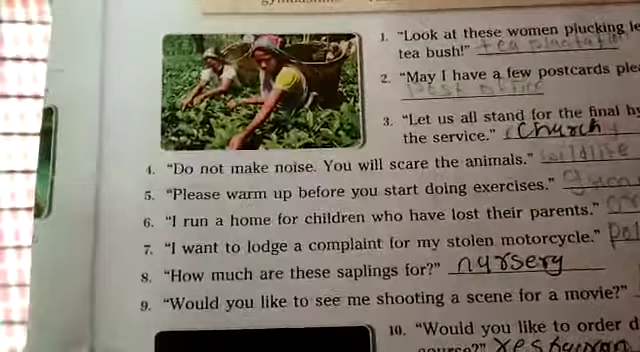 1. "Look at these women plucking le
tea bush!" tea plantation
2. "May I have a few postcards plea
Post office
3. "Let us all stand for the final hy
the service." church
4. "Do not make noise. You will scare the animals." wildlife
5. "Please warm up before you start doing exercises." gym
6. "I run a home for children who have lost their parents."
7. "I want to lodge a complaint for my stolen motorcycle." pol
8. "How much are these saplings for?" nursery
9. "Would you like to see me shooting a scene for a movie?"
10. "Would you like to order d
course?"